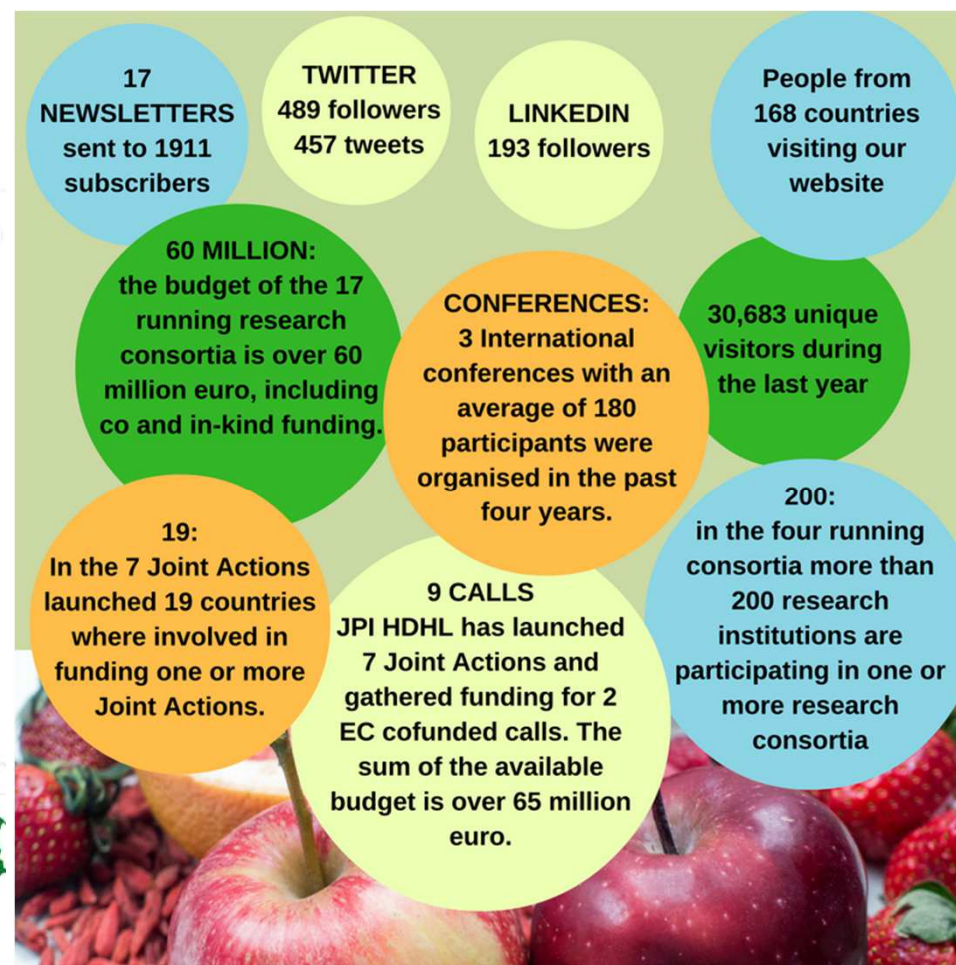 17
NEWSLETTERS
sent to 1911
subscribers
TWITTER
489 followers
457 tweets
LINKEDIN
193 followers
People from
168 countries
visiting our
website
60 MILLION:
the budget of the 17
running research
consortia is over 60
million euro, including
co and in-kind funding.
CONFERENCES:
3 International
conferences with an
average of 180
participants were
organised in the past
four years.
30,683 unique
visitors during
the last year
19:
In the 7 Joint Actions
launched 19 countries
where involved in
funding one or more
Joint Actions.
9 CALLS
JPI HDHL has launched
7 Joint Actions and
gathered funding for 2
EC cofunded calls. The
sum of the available
budget is over 65 million
euro.
200:
in the four running
consortia more than
200 research
institutions are
participating in one or
more research
consortia